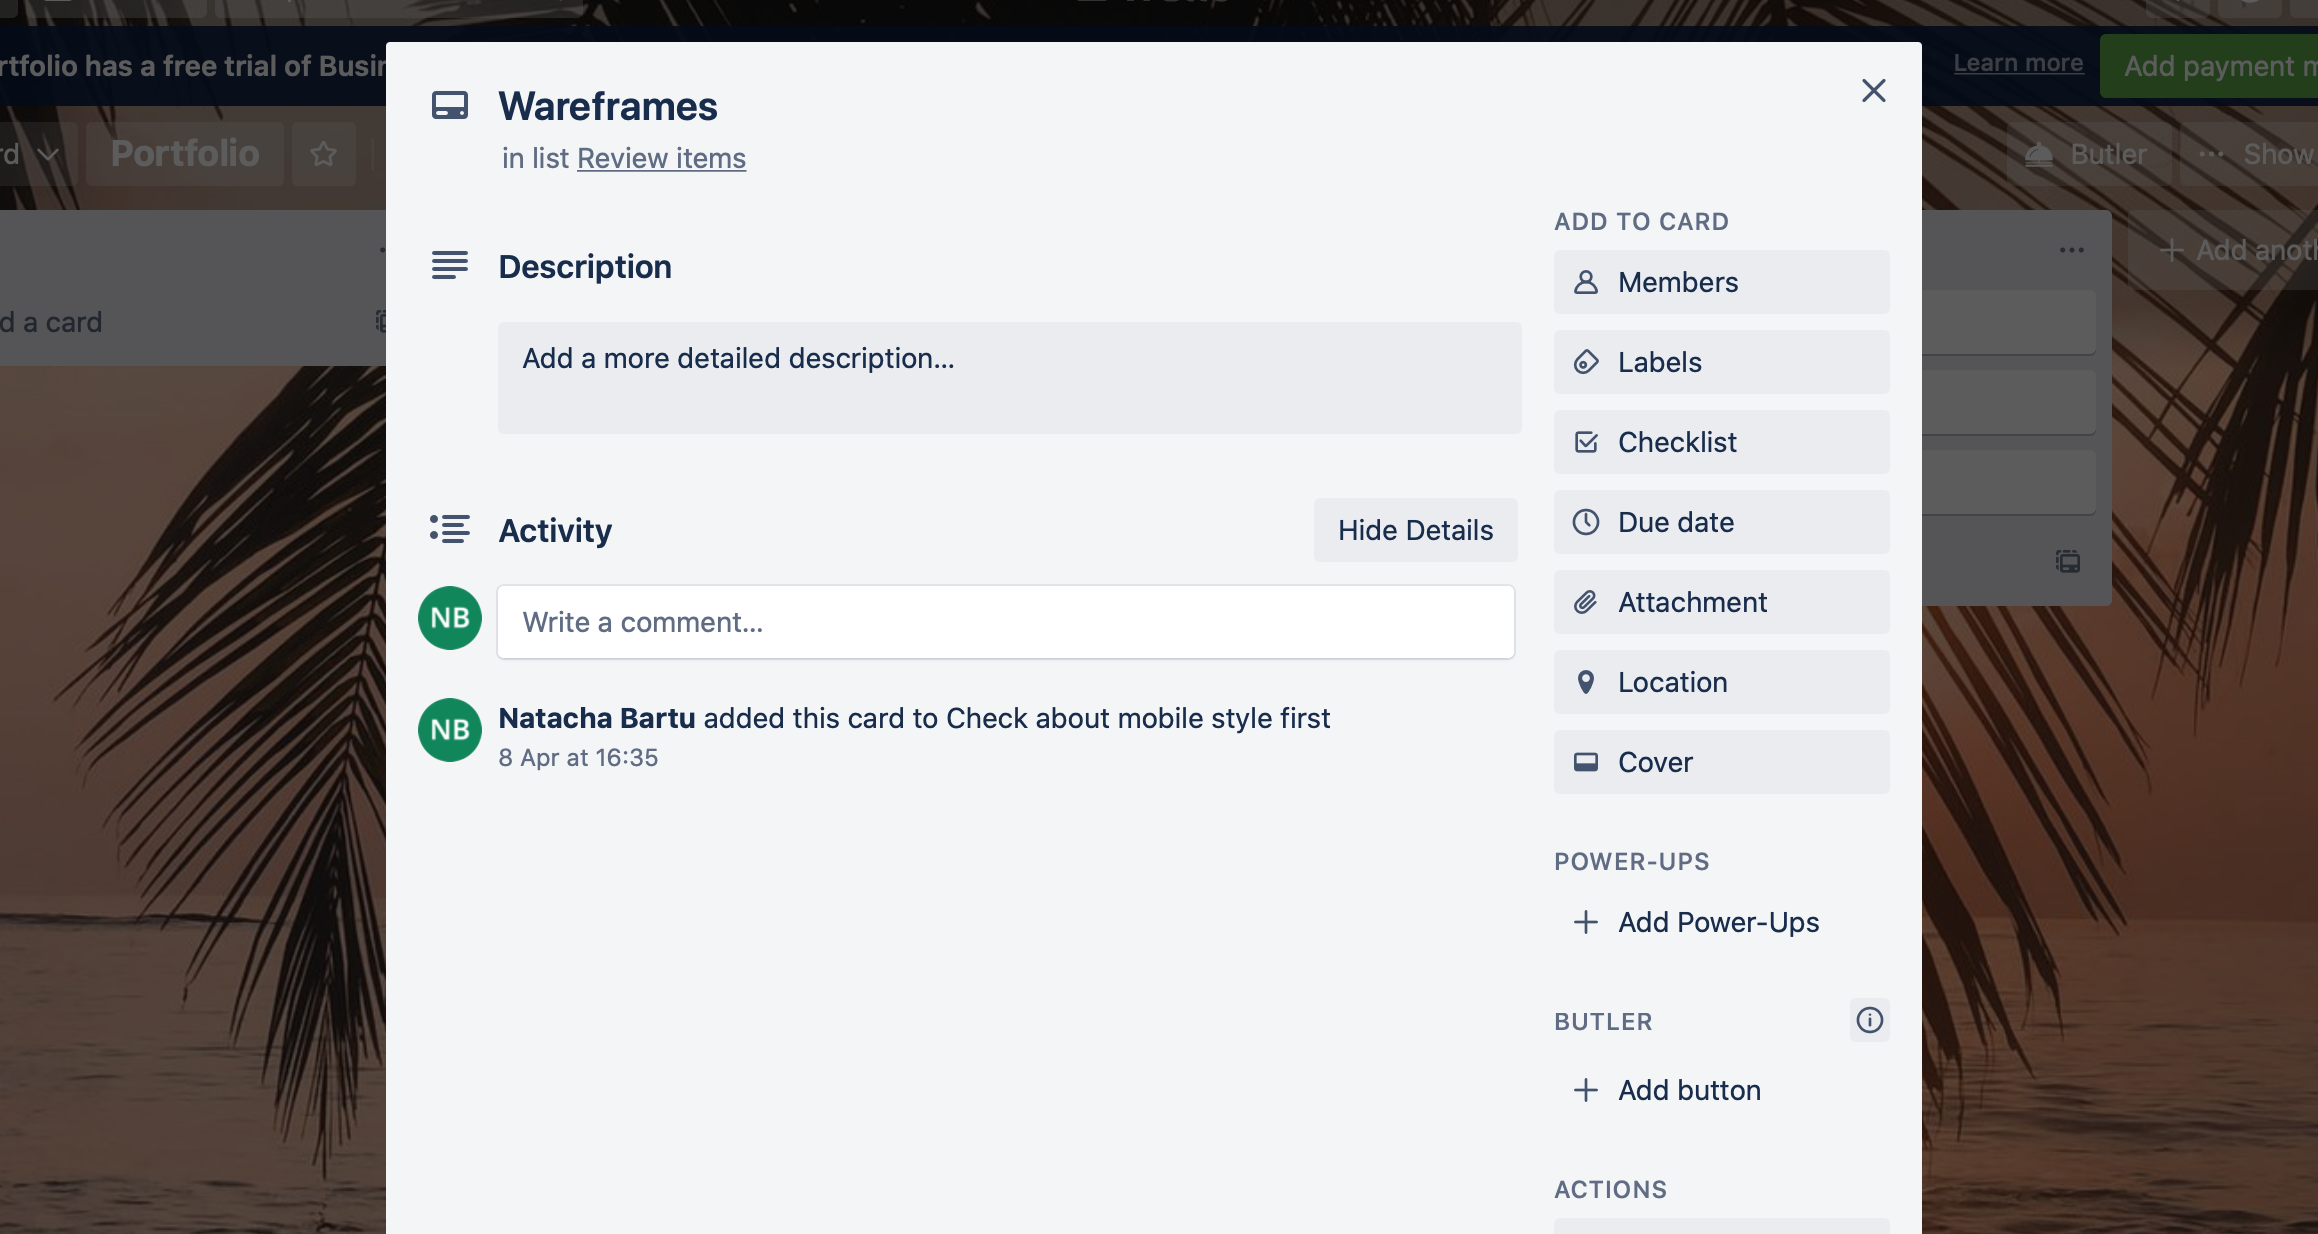 rtfolio has a free trial of Busin
Learn more
Add payment m
Portfolio
Butler
Show
d a card
Add anoth
Wareframes
in list Review items
Description
Add a more detailed description...
Activity
Hide Details
NB
Write a comment...
NB
Natacha Bartu added this card to Check about mobile style first
8 Apr at 16:35
ADD TO CARD
Members
Labels
Checklist
Due date
Attachment
Location
Cover
POWER-UPS
Add Power-Ups
BUTLER
Add button
ACTIONS